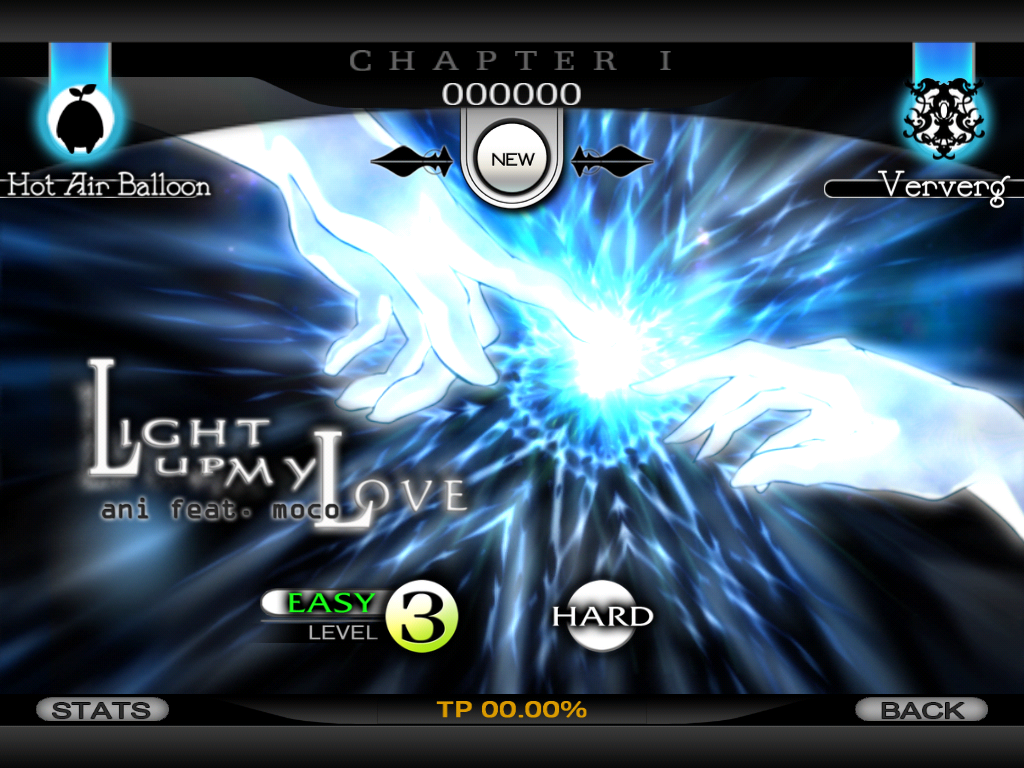 CHAPTER I
000000
NEW
Hot Air Balloon
Ververg
Light
up my
Love
ani feat. moco
EASY
LEVEL
3
HARD
STATS
TP 00.00%
BACK